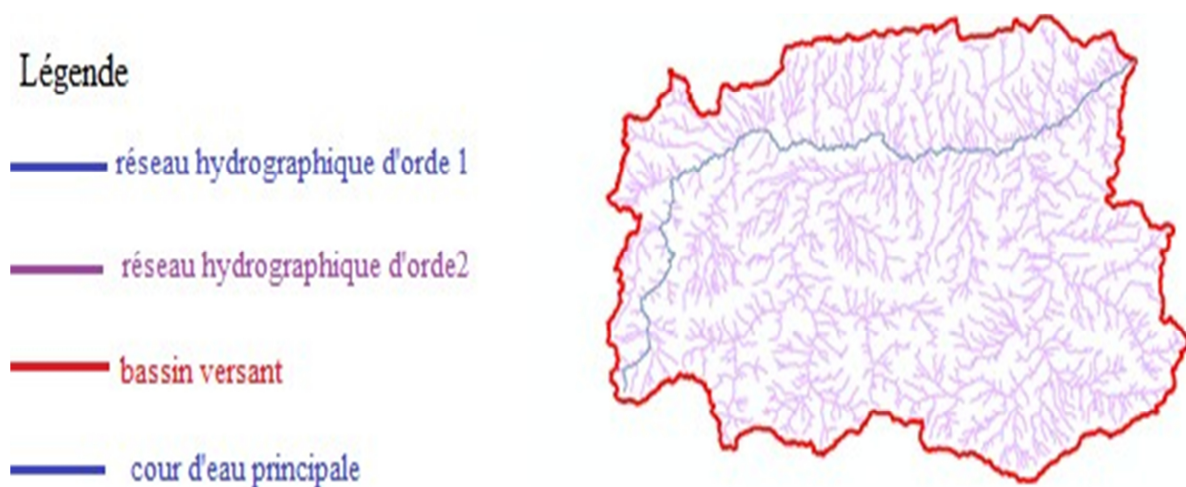 Légende
réseau hydrographique d'orde 1
réseau hydrographique d'orde2
bassin versant
cour d'eau principale